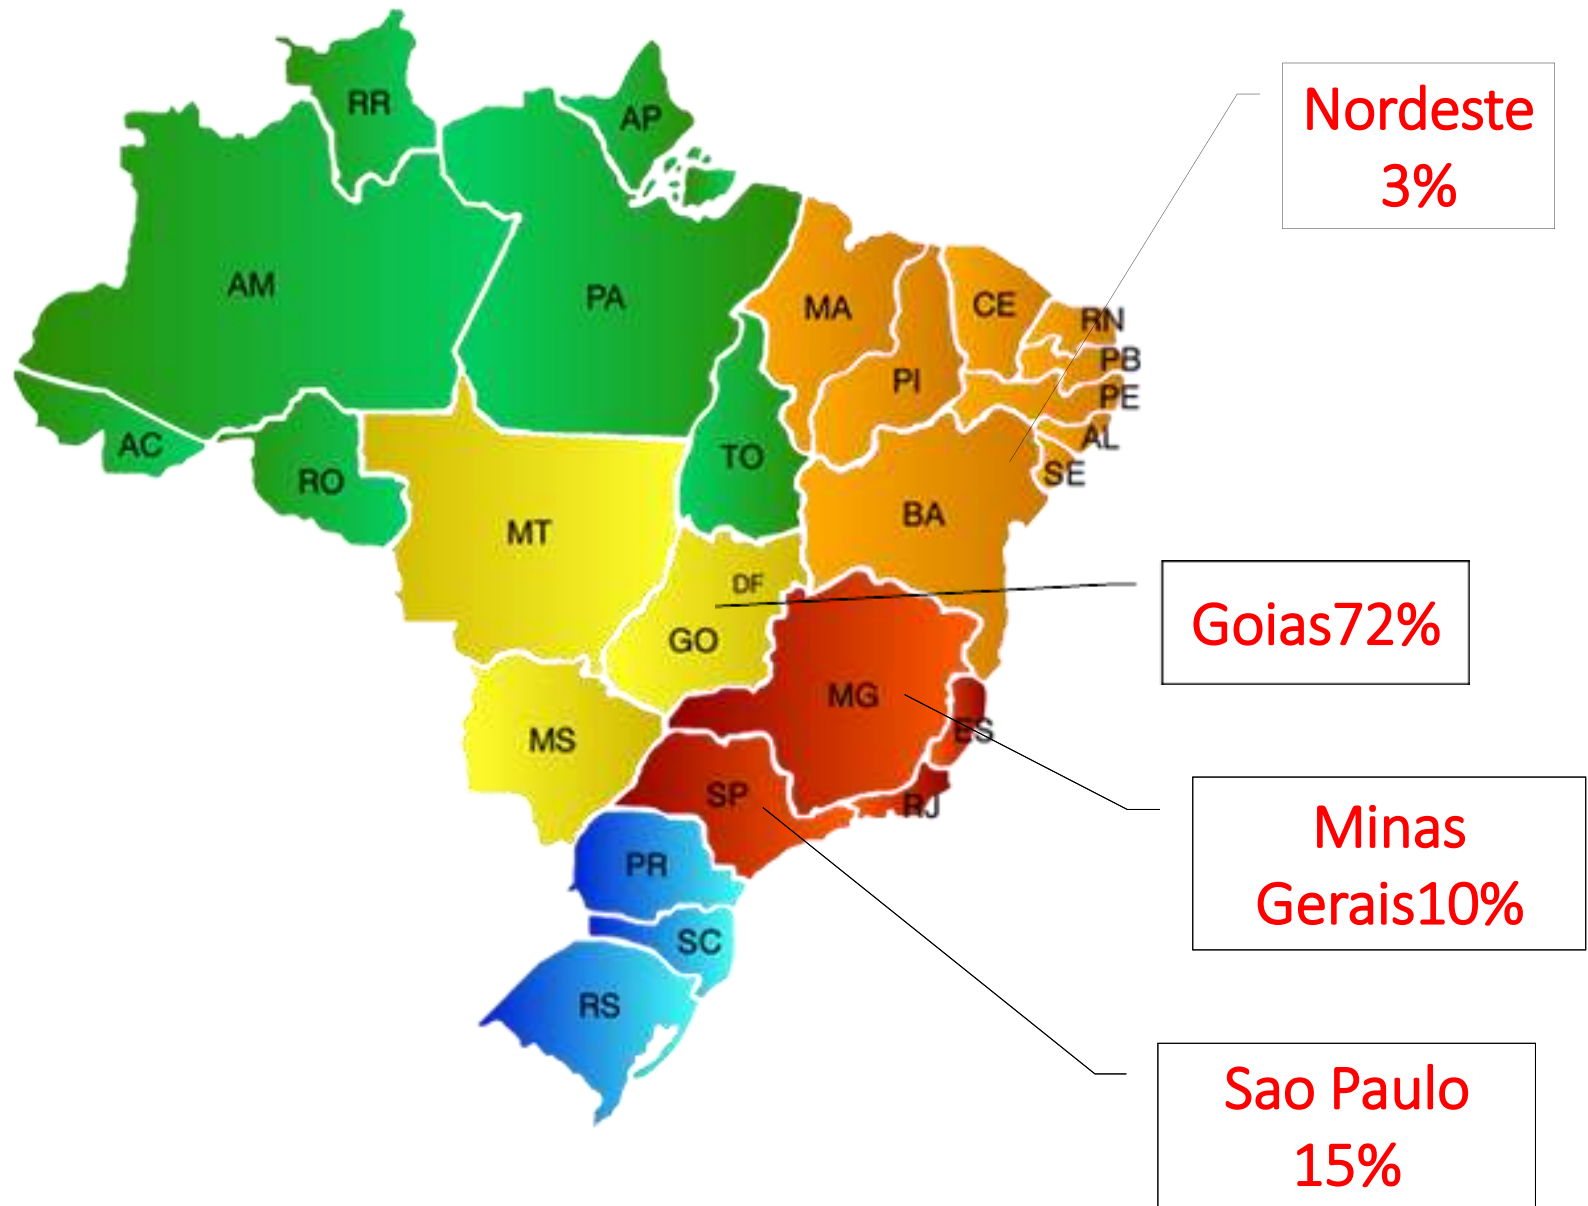 RR
AP
Nordeste
3%
AM
PA
MA
CE
RN
PB
PI
PE
AC
AL
TO
SE
RO
BA
MT
DF
Goias72%
GO
MG
ES
MS
SP
RJ
Minas
Gerais10%
PR
SC
RS
Sao Paulo
15%